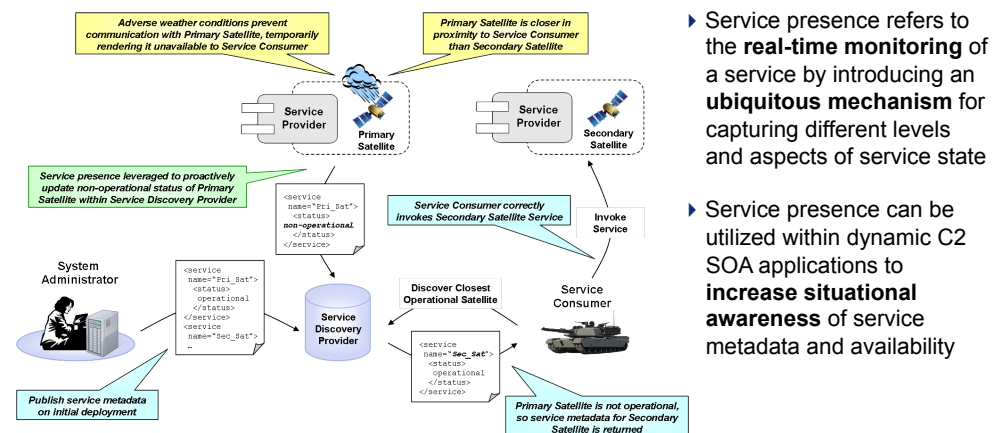 Adverse weather conditions prevent
communication with Primary Satellite, temporarily
rendering it unavailable to Service Consumer
Primary Satellite is closer in
proximity to Service Consumer
than Secondary Satellite
Service
Provider
Primary
Satellite
Service
Provider
Secondary
Satellite
Service presence leveraged to proactively
update non-operational status of Primary
Satellite within Service Discovery Provider
<service
name="Pri_Sat">
<status>
non-operational
</status>
</service>
Service Consumer correctly
invokes Secondary Satellite Service
Invoke
Service
System
Administrator
<service
name="Pri_Sat">
<status>
operational
</status>
</service>
<service
name="Sec_Sat">
…
Service
Discovery
Provider
Discover Closest
Operational Satellite
Service
Consumer
<service
name="Sec_Sat">
<status>
operational
</status>
</service>
Publish service metadata
on initial deployment
Primary Satellite is not operational,
so service metadata for Secondary
Satellite is returned
Service presence refers to
the real-time monitoring of
a service by introducing an
ubiquitous mechanism for
capturing different levels
and aspects of service state
Service presence can be
utilized within dynamic C2
SOA applications to
increase situational
awareness of service
metadata and availability